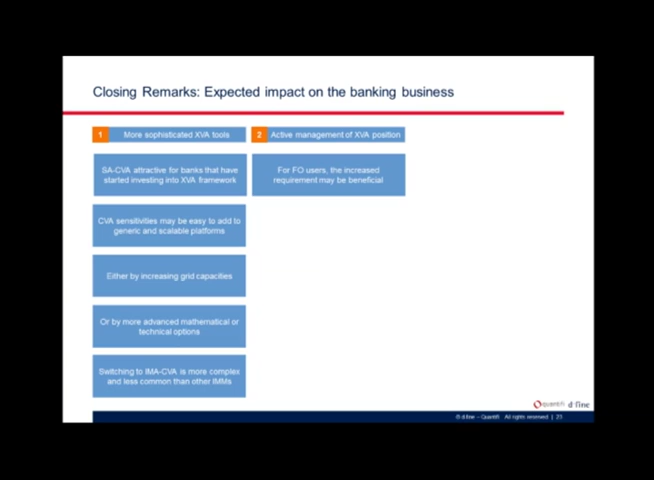 Closing Remarks: Expected impact on the banking business
1 More sophisticated XVA tools
SA-CVA attractive for banks that have
started investing into XVA framework
CVA sensitivities may be easy to add to
generic and scalable platforms
Either by increasing grid capacities
Or by more advanced mathematical or
technical options
Switching to IMA-CVA is more complex
and less common than other IMMs
2 Active management of XVA position
For FO users, the increased
requirement may be beneficial
quantifi d-fine
© d-fine – Quantifi All rights reserved | 23